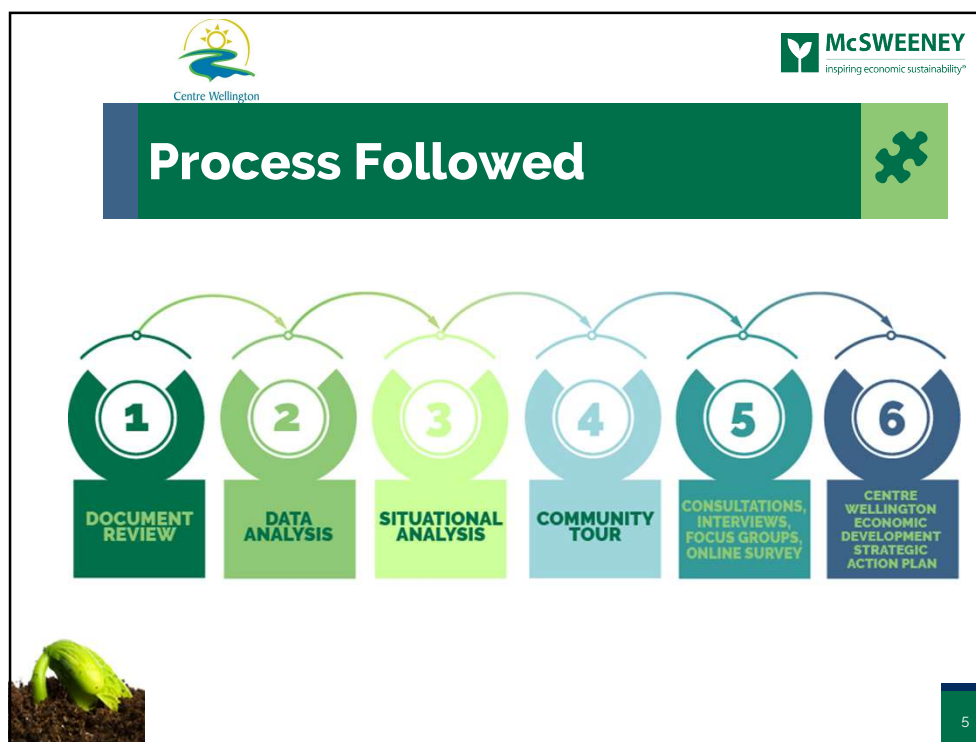 Centre Wellington
McSWEENEY
inspiring economic sustainability®
Process Followed
1
2
3
4
5
6
DOCUMENT
REVIEW
DATA
ANALYSIS
SITUATIONAL
ANALYSIS
COMMUNITY
TOUR
CONSULTATIONS,
INTERVIEWS,
FOCUS GROUPS,
ONLINE SURVEY
CENTRE
WELLINGTON
ECONOMIC
DEVELOPMENT
STRATEGIC
ACTION PLAN
5